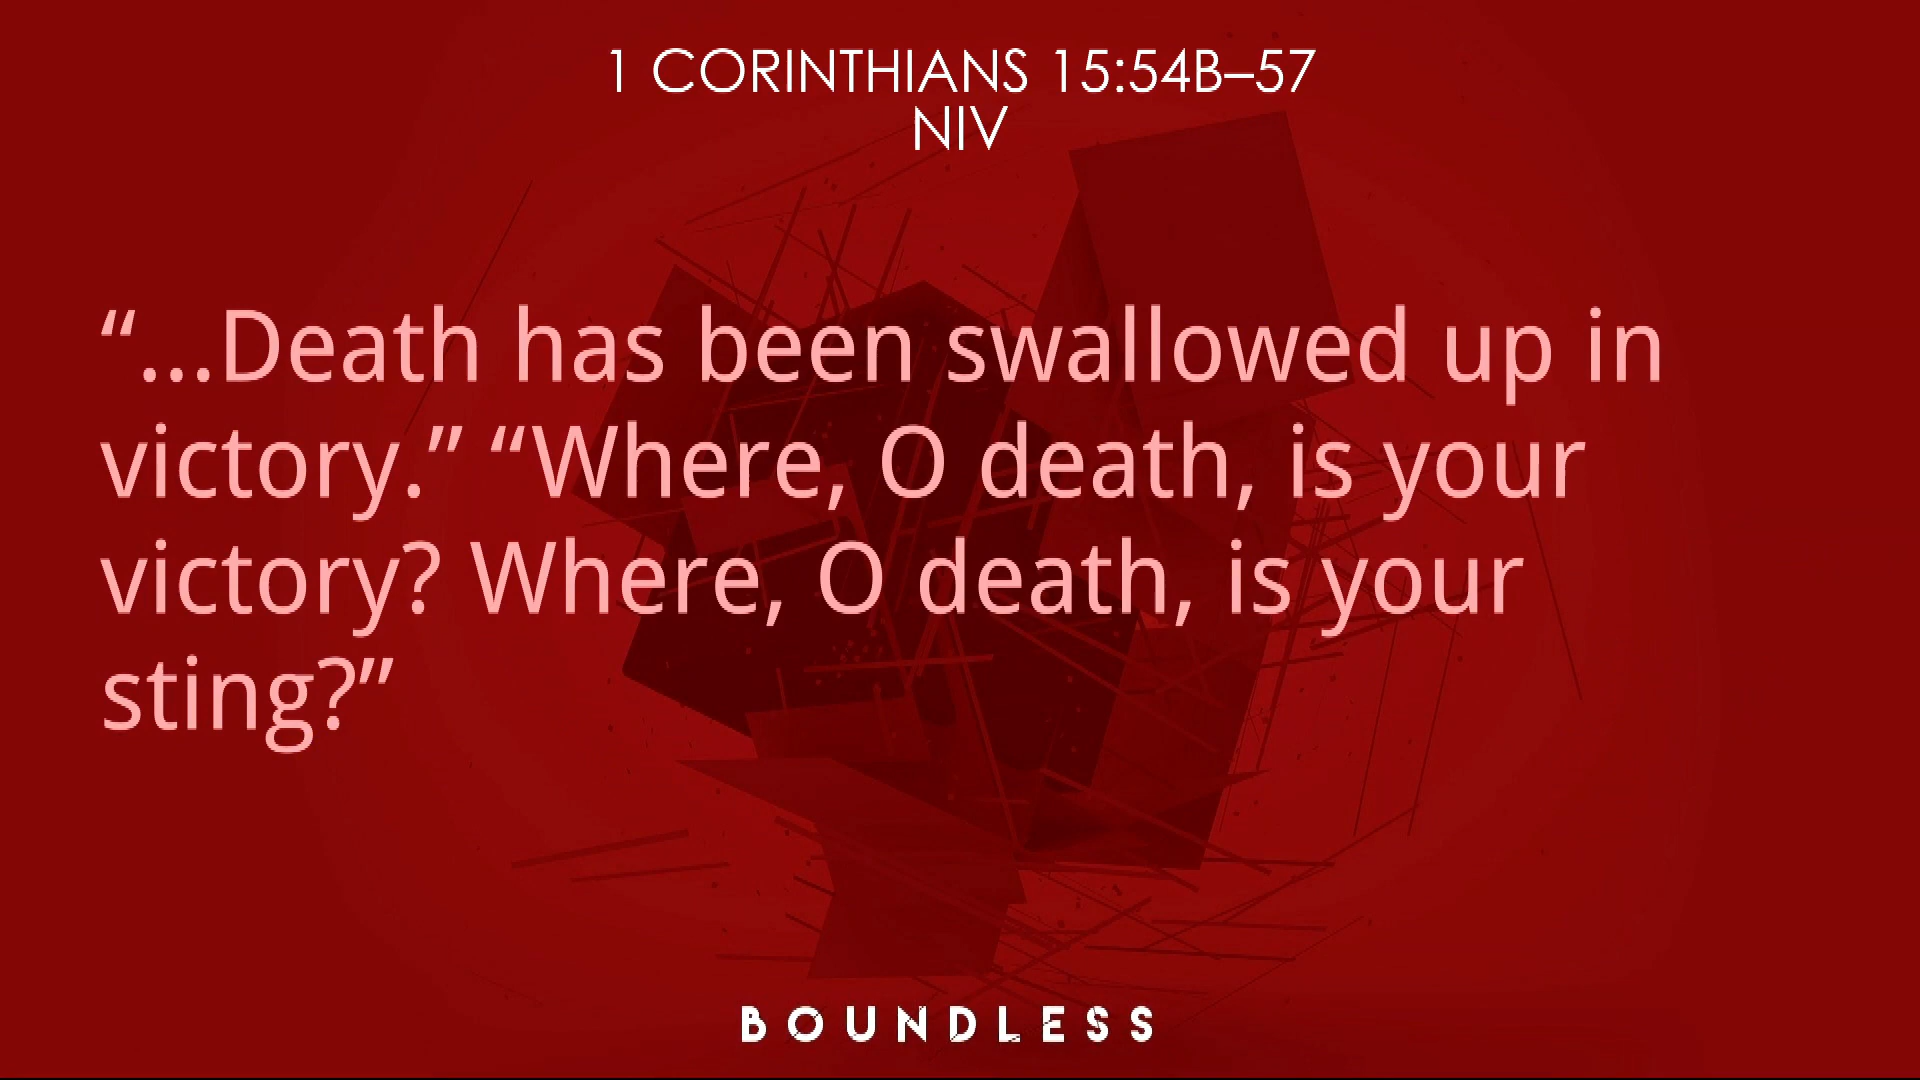 1 CORINTHIANS 15:54B–57
NIV
“...Death has been swallowed up in
victory.” “Where, O death, is your
victory? Where, O death, is your
sting?”
BOUNDLESS